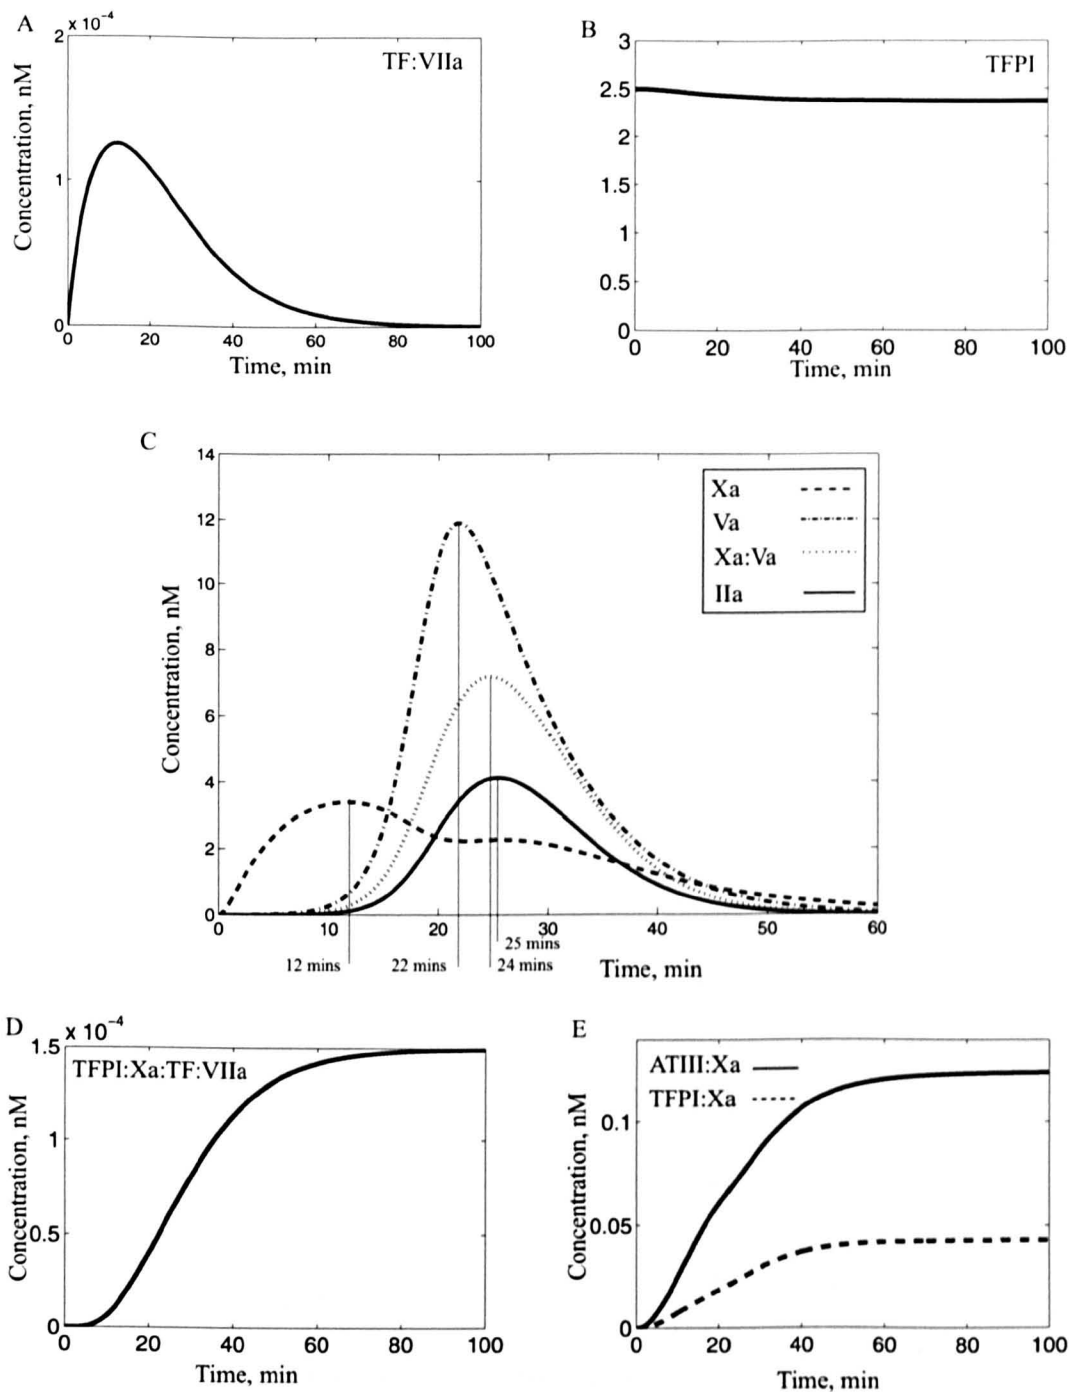 A
x 10⁻⁴
2
1
0
TF:VIIa
Concentration, nM
0 20 40 60 80 100
Time, min
B
3
2.5
2
1.5
1
0.5
0
TFPI
Concentration, nM
0 20 40 60 80 100
Time, min
C
14
12
10
8
6
4
2
0
Concentration, nM
Xa
Va
Xa:Va
IIa
0 10 20 30 40 50 60
25 mins
12 mins 22 mins 24 mins
Time, min
D
x 10⁻⁴
1.5
1
0.5
0
TFPI:Xa:TF:VIIa
Concentration, nM
0 20 40 60 80 100
Time, min
E
ATIII:Xa
TFPI:Xa
0.1
0.05
0
Concentration, nM
0 20 40 60 80 100
Time, min